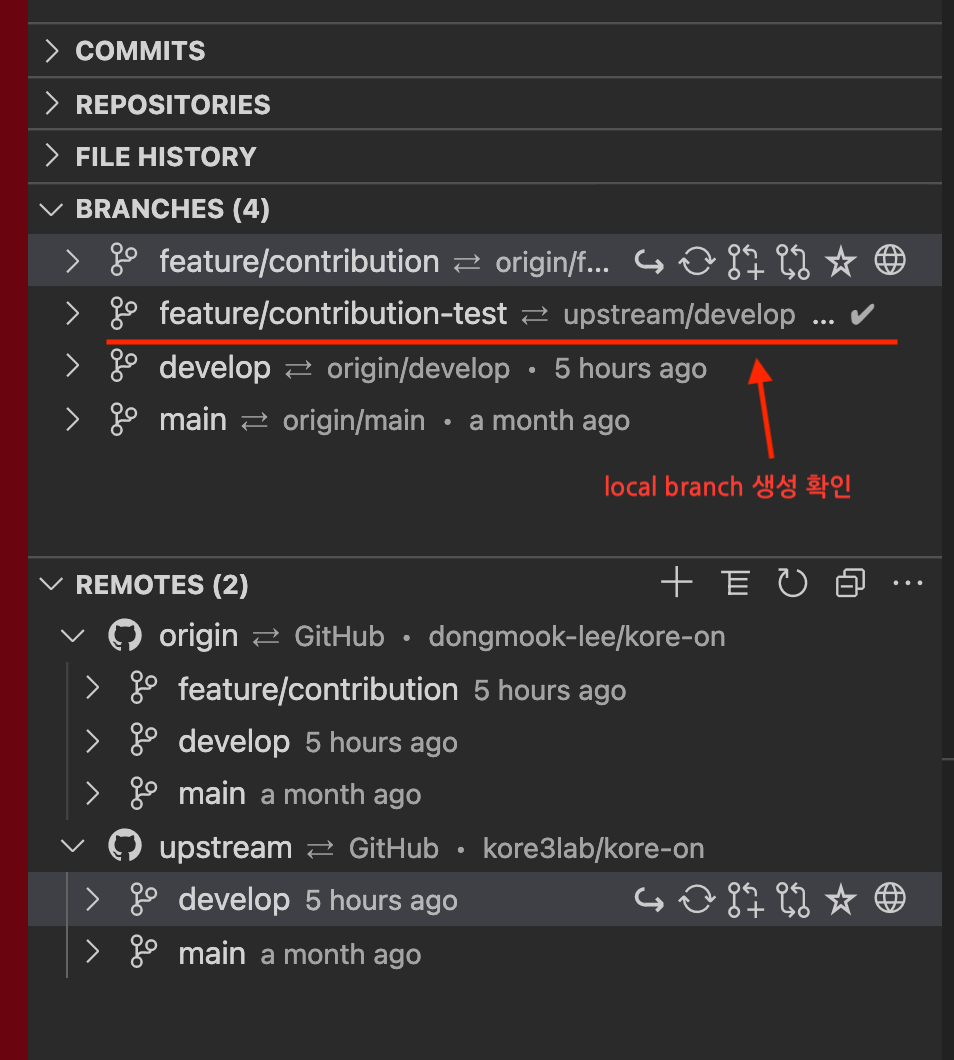 COMMITS
REPOSITORIES
FILE HISTORY
BRANCHES (4)
feature/contribution ⇄ origin/f...
feature/contribution-test ⇄ upstream/develop ... ✔
develop ⇄ origin/develop • 5 hours ago
main ⇄ origin/main • a month ago
local branch 생성 확인
REMOTES (2)
origin ⇄ GitHub • dongmook-lee/kore-on
feature/contribution 5 hours ago
develop 5 hours ago
main a month ago
upstream ⇄ GitHub • kore3lab/kore-on
develop 5 hours ago
main a month ago